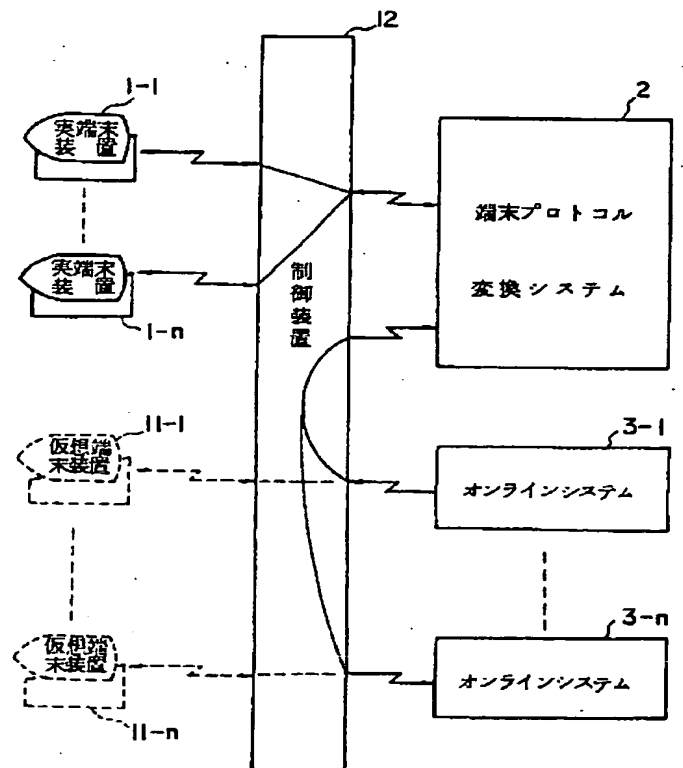 12
1-1
実端末
装置
2
端末プロトコル
変換システム
実端末
装置
1-n
制御装置
11-1
仮想端
末装置
3-1
オンラインシステム
仮想端
末装置
11-n
3-n
オンラインシステム